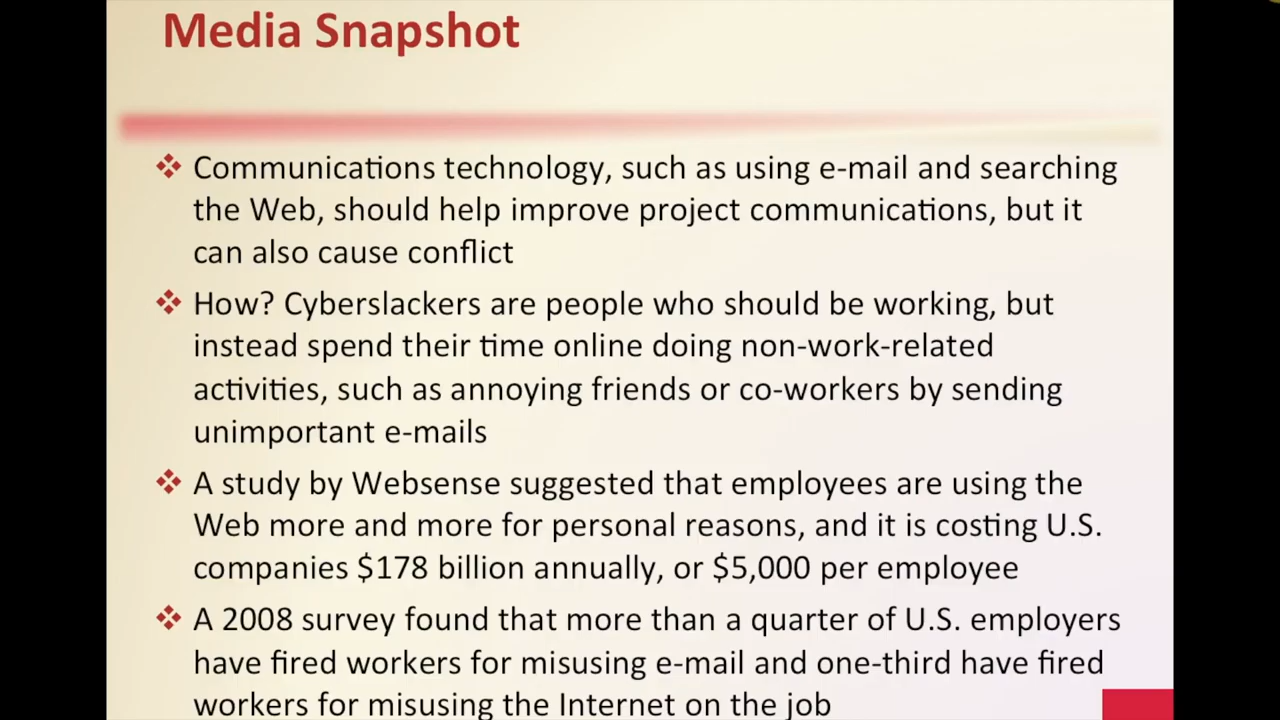 Media Snapshot
❖ Communications technology, such as using e-mail and searching
the Web, should help improve project communications, but it
can also cause conflict
❖ How? Cyberslackers are people who should be working, but
instead spend their time online doing non-work-related
activities, such as annoying friends or co-workers by sending
unimportant e-mails
❖ A study by Websense suggested that employees are using the
Web more and more for personal reasons, and it is costing U.S.
companies $178 billion annually, or $5,000 per employee
❖ A 2008 survey found that more than a quarter of U.S. employers
have fired workers for misusing e-mail and one-third have fired
workers for misusing the Internet on the job